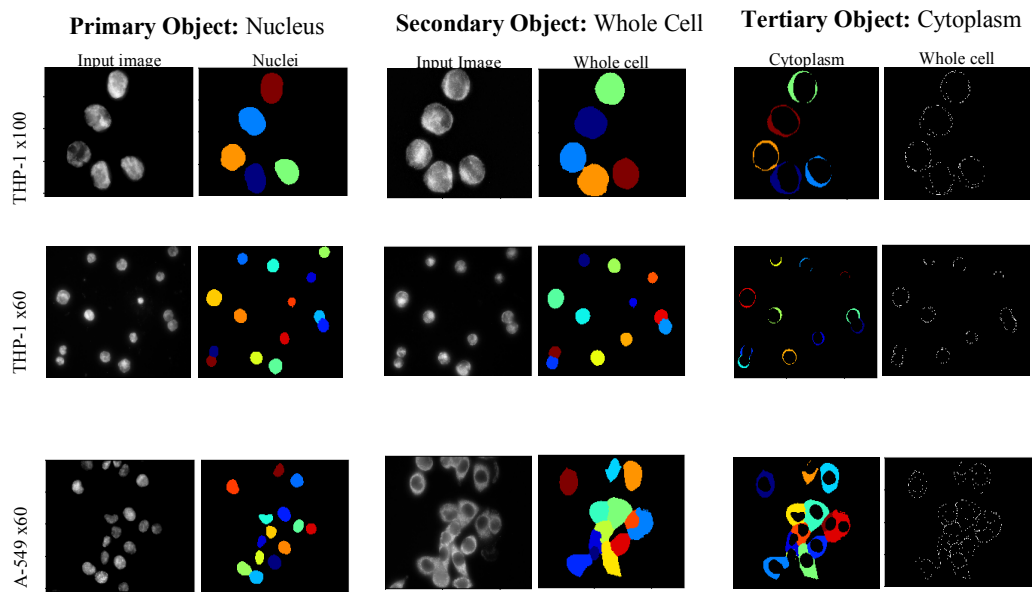 Primary Object: Nucleus
Secondary Object: Whole Cell
Tertiary Object: Cytoplasm
Input image
Nuclei
Input Image
Whole cell
Cytoplasm
Whole cell
THP-1 x100
THP-1 x60
A-549 x60